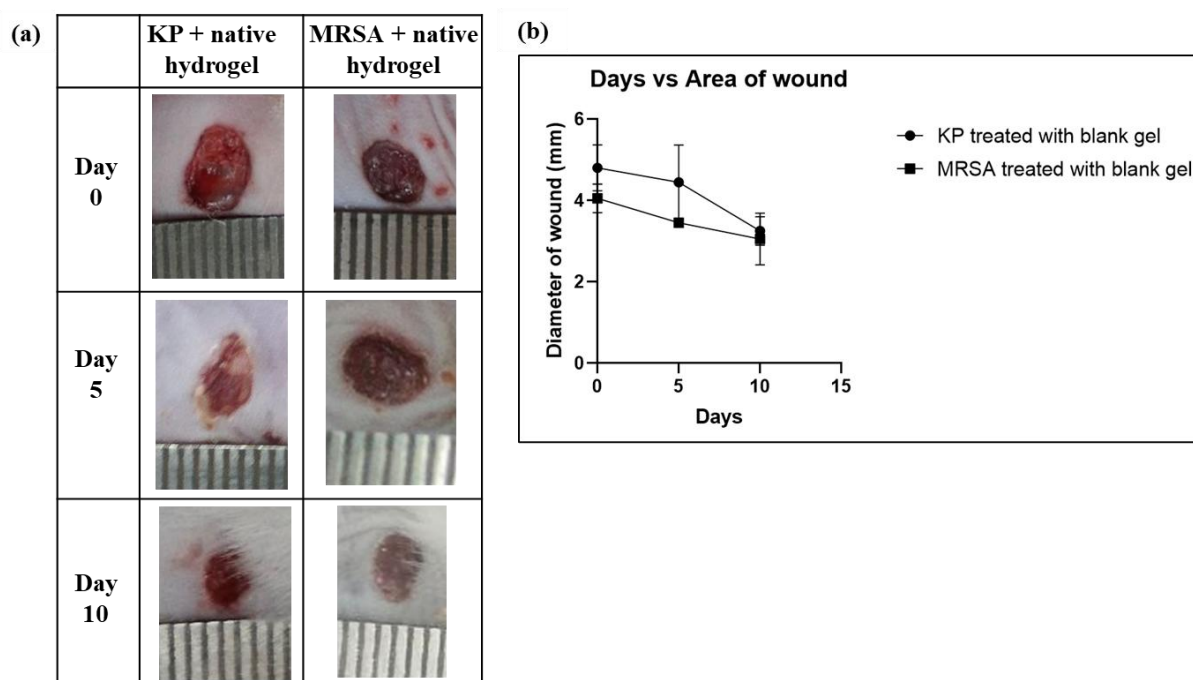 (a)
KP + native
hydrogel
MRSA + native
hydrogel
Day
0
Day
5
Day
10
(b)
Days vs Area of wound
Diameter of wound (mm)
6
4
2
0
0 5 10 15
Days
KP treated with blank gel
MRSA treated with blank gel